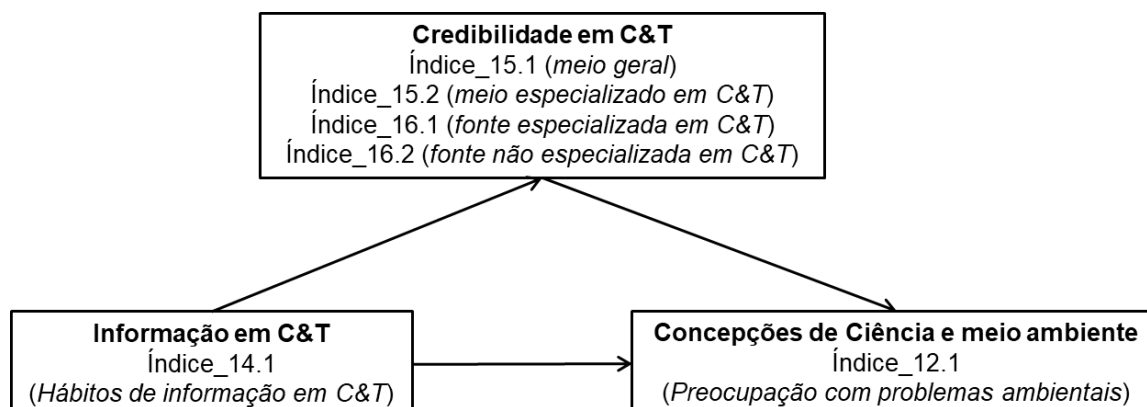 Credibilidade em C&T
Índice_15.1 (meio geral)
Índice_15.2 (meio especializado em C&T)
Índice_16.1 (fonte especializada em C&T)
Índice_16.2 (fonte não especializada em C&T)
Informação em C&T
Índice_14.1
(Hábitos de informação em C&T)
Concepções de Ciência e meio ambiente
Índice_12.1
(Preocupação com problemas ambientais)